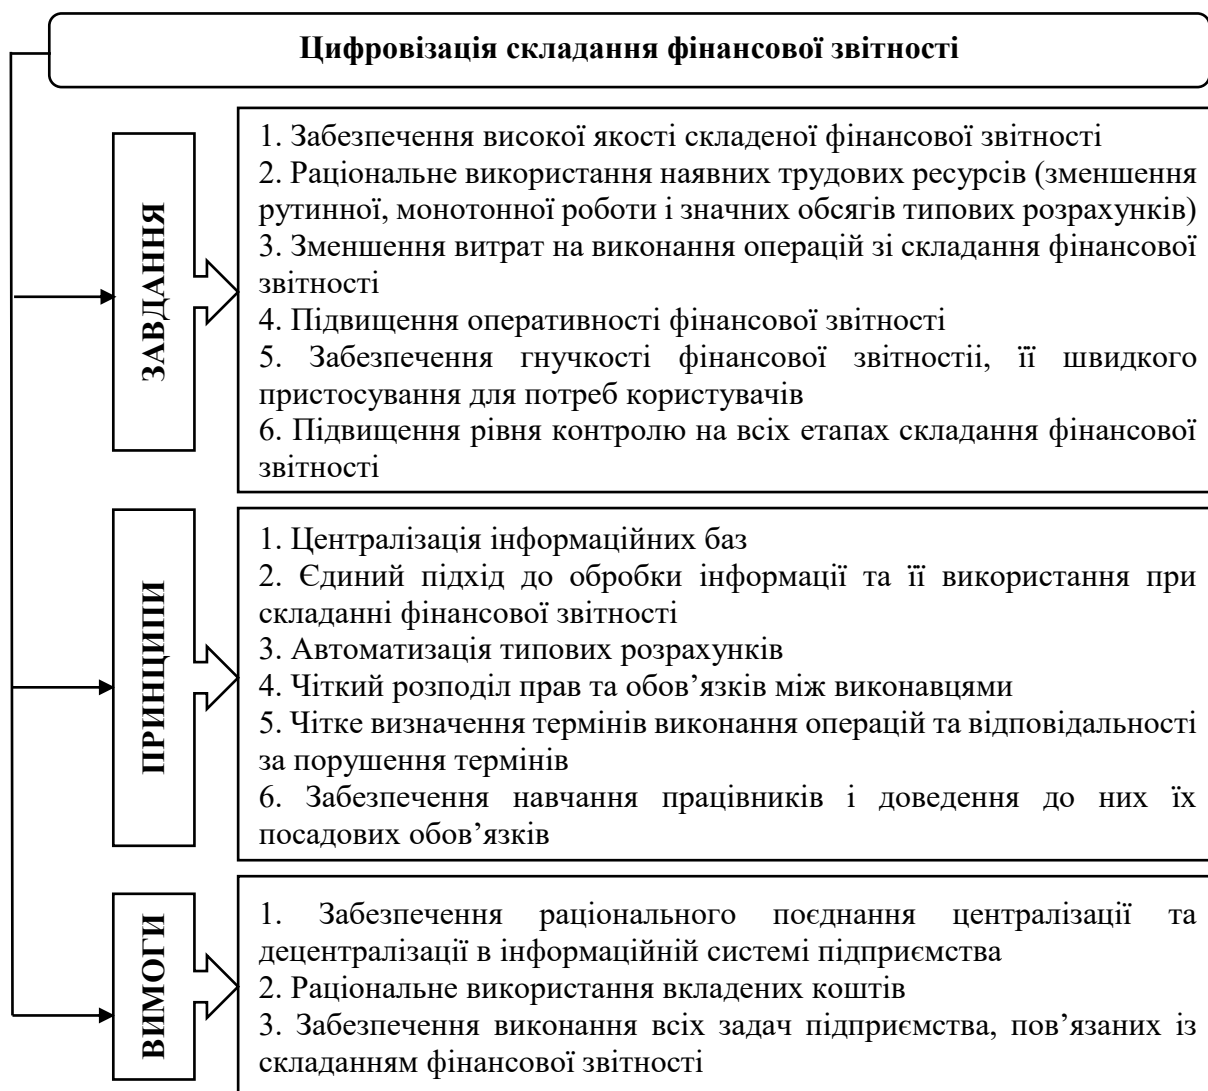 Цифровізація складання фінансової звітності
ЗАВДАННЯ
1. Забезпечення високої якості складеної фінансової звітності
2. Раціональне використання наявних трудових ресурсів (зменшення
рутинної, монотонної роботи і значних обсягів типових розрахунків)
3. Зменшення витрат на виконання операцій зі складання фінансової
звітності
4. Підвищення оперативності фінансової звітності
5. Забезпечення гнучкості фінансової звітностіі, її швидкого
пристосування для потреб користувачів
6. Підвищення рівня контролю на всіх етапах складання фінансової
звітності
ПРИНЦИПИ
1. Централізація інформаційних баз
2. Єдиний підхід до обробки інформації та її використання при
складанні фінансової звітності
3. Автоматизація типових розрахунків
4. Чіткий розподіл прав та обов’язків між виконавцями
5. Чітке визначення термінів виконання операцій та відповідальності
за порушення термінів
6. Забезпечення навчання працівників і доведення до них їх
посадових обов’язків
ВИМОГИ
1. Забезпечення раціонального поєднання централізації та
децентралізації в інформаційній системі підприємства
2. Раціональне використання вкладених коштів
3. Забезпечення виконання всіх задач підприємства, пов’язаних із
складанням фінансової звітності